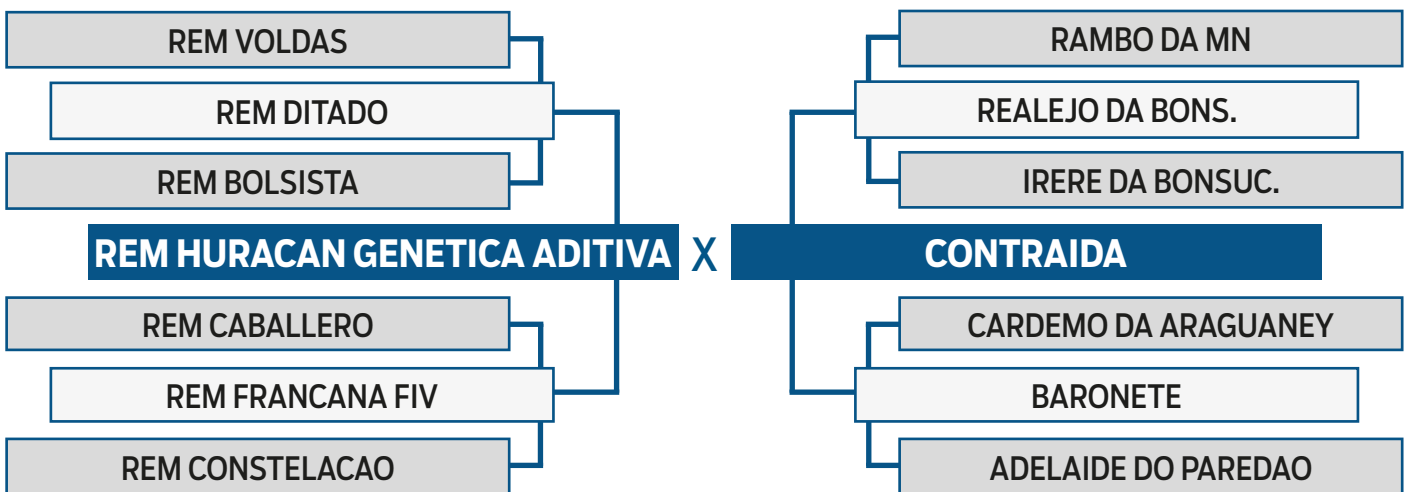 REM VOLDAS
REM DITADO
REM BOLSISTA
REM HURACAN GENETICA ADITIVA X CONTRAIDA
REM CABALLERO
REM FRANCANA FIV
REM CONSTELACAO
RAMBO DA MN
REALEJO DA BONS.
IRERE DA BONSUC.
CARDEMO DA ARAGUANEY
BARONETE
ADELAIDE DO PAREDAO